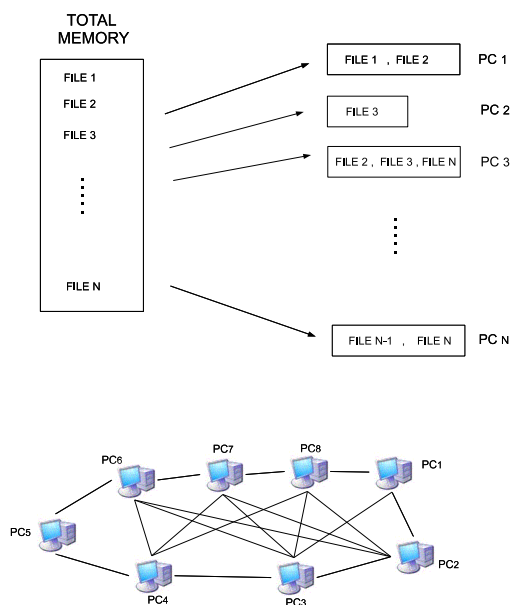 TOTAL
MEMORY
FILE 1
FILE 2
FILE 3
FILE N
FILE 1 , FILE 2
PC 1
FILE 3
PC 2
FILE 2 , FILE 3 , FILE N
PC 3
FILE N-1 , FILE N
PC N
PC6
PC7
PC8
PC1
PC5
PC2
PC4
PC3